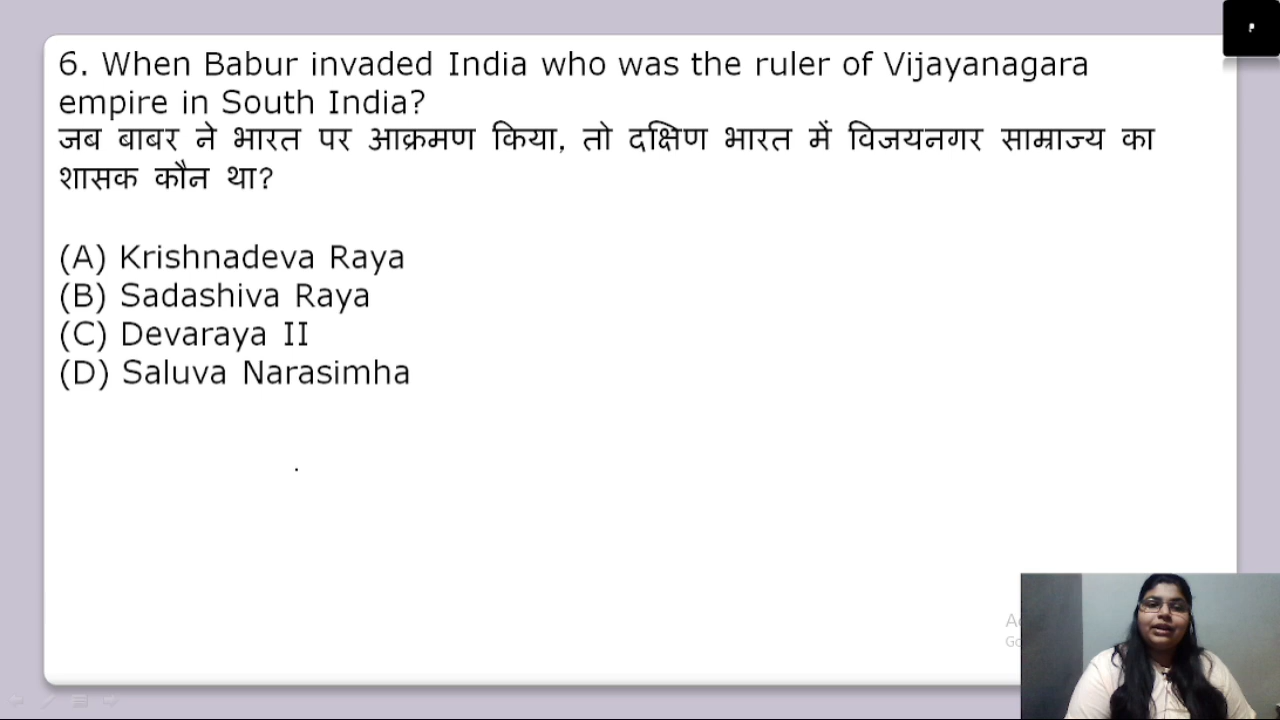 6. When Babur invaded India who was the ruler of Vijayanagara
empire in South India?
जब बाबर ने भारत पर आक्रमण किया, तो दक्षिण भारत में विजयनगर साम्राज्य का
शासक कौन था?
(A) Krishnadeva Raya
(B) Sadashiva Raya
(C) Devaraya II
(D) Saluva Narasimha